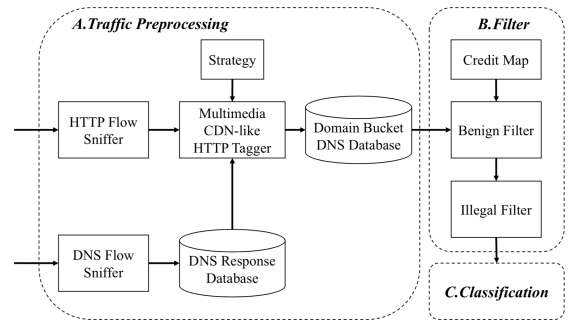 A.Traffic Preprocessing
Strategy
HTTP Flow
Sniffer
Multimedia
CDN-like
HTTP Tagger
Domain Bucket
DNS Database
DNS Flow
Sniffer
DNS Response
Database
B.Filter
Credit Map
Benign Filter
Illegal Filter
C.Classification